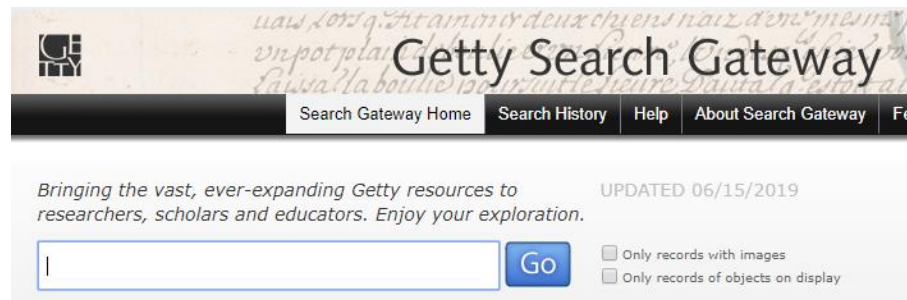 GE
TTY
Getty Search Gateway
Search Gateway Home Search History Help About Search Gateway
Bringing the vast, ever-expanding Getty resources to
researchers, scholars and educators. Enjoy your exploration.
UPDATED 06/15/2019
Go
Only records with images
Only records of objects on display